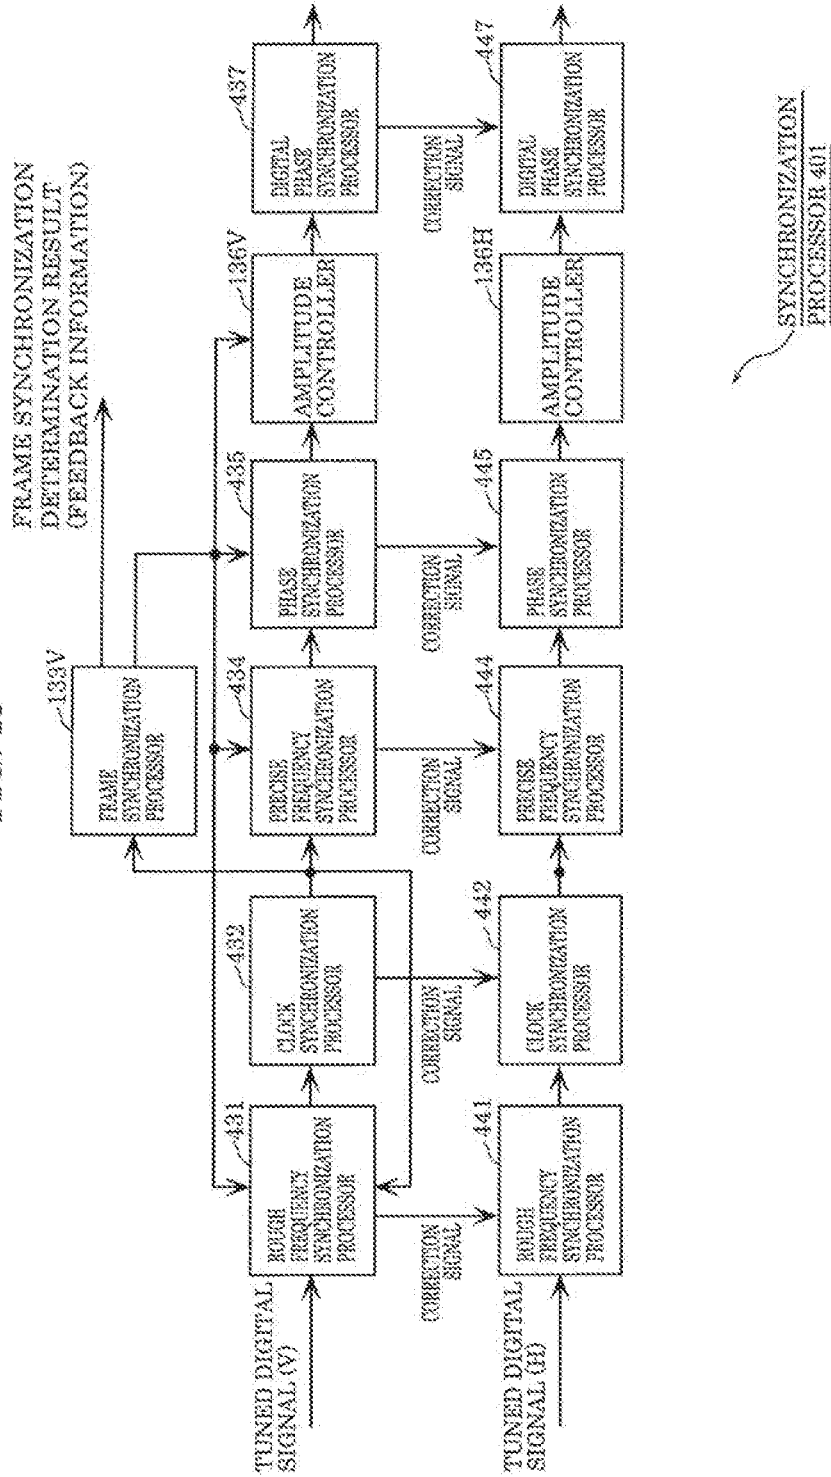 FRAME SYNCHRONIZATION
DETERMINATION RESULT
(FEEDBACK INFORMATION)
133V
FRAME
SYNCHRONIZATION
PROCESSOR
TUNED DIGITAL
SIGNAL (V)
431
ROUGH
FREQUENCY
SYNCHRONIZATION
PROCESSOR
432
CLOCK
SYNCHRONIZATION
PROCESSOR
434
PRECISE
FREQUENCY
SYNCHRONIZATION
PROCESSOR
435
PHASE
SYNCHRONIZATION
PROCESSOR
136V
AMPLITUDE
CONTROLLER
437
DIGITAL
PHASE
SYNCHRONIZATION
PROCESSOR
CORRECTION
SIGNAL
CORRECTION
SIGNAL
CORRECTION
SIGNAL
CORRECTION
SIGNAL
CORRECTION
SIGNAL
TUNED DIGITAL
SIGNAL (H)
441
ROUGH
FREQUENCY
SYNCHRONIZATION
PROCESSOR
442
CLOCK
SYNCHRONIZATION
PROCESSOR
444
PRECISE
FREQUENCY
SYNCHRONIZATION
PROCESSOR
445
PHASE
SYNCHRONIZATION
PROCESSOR
136H
AMPLITUDE
CONTROLLER
447
DIGITAL
PHASE
SYNCHRONIZATION
PROCESSOR
SYNCHRONIZATION
PROCESSOR 401